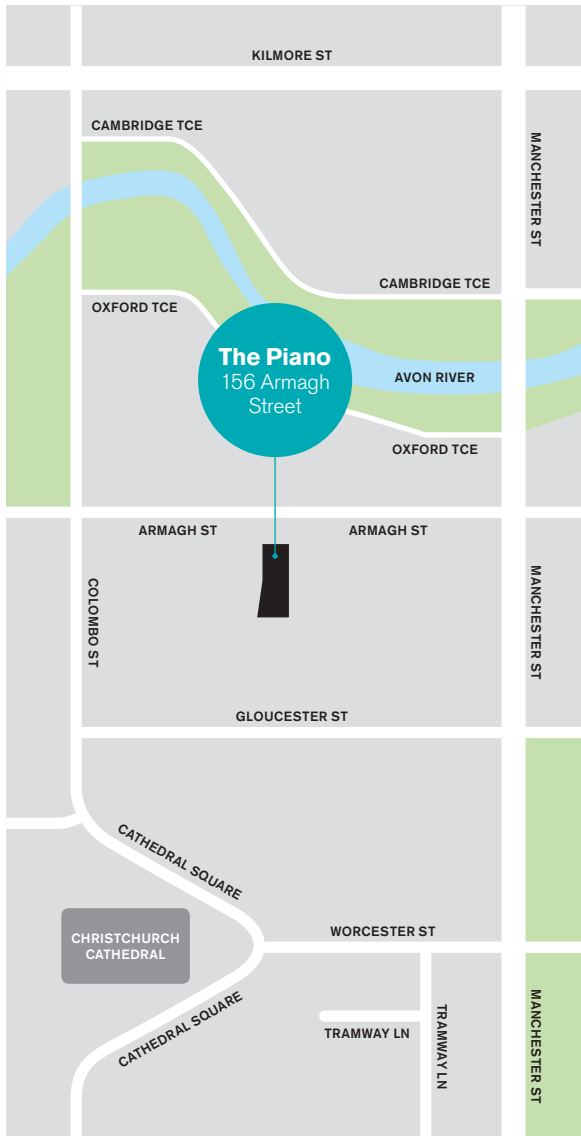 KILMORE ST
CAMBRIDGE TCE
MANCHESTER ST
CAMBRIDGE TCE
OXFORD TCE
The Piano
156 Armagh
Street
AVON RIVER
OXFORD TCE
ARMAGH ST
ARMAGH ST
COLOMBO ST
MANCHESTER ST
GLOUCESTER ST
CATHEDRAL SQUARE
CHRISTCHURCH
CATHEDRAL
WORCESTER ST
CATHEDRAL SQUARE
TRAMWAY LN
TRAMWAY LN
MANCHESTER ST